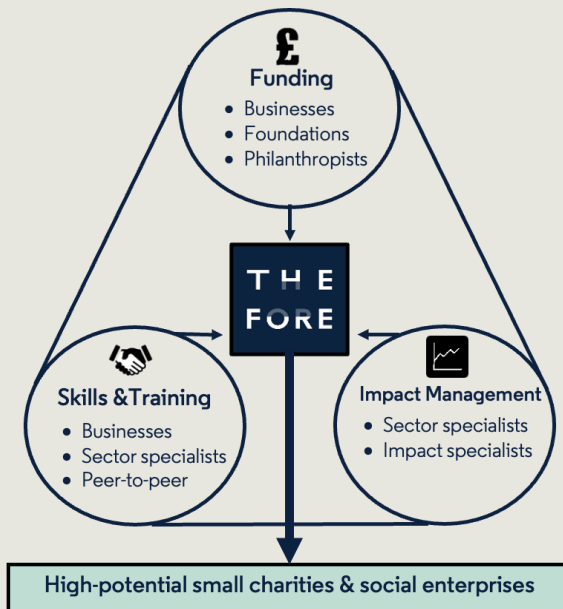 £
Funding
• Businesses
• Foundations
• Philanthropists
THE
FORE
Skills &Training
• Businesses
• Sector specialists
• Peer-to-peer
Impact Management
• Sector specialists
• Impact specialists
High-potential small charities & social enterprises